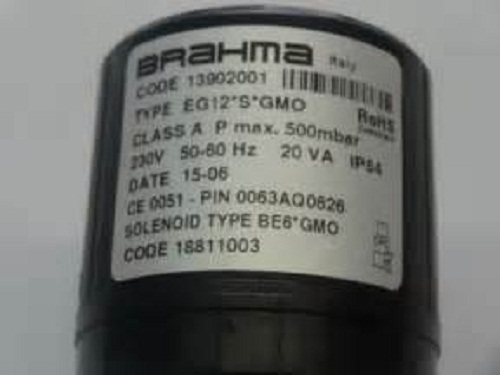 BRAHMA Italy
CODE 13902001
TYPE EG12*S*GMO
RoHS
CLASS A P max. 500mbar
230V 50-60 Hz 20 VA IP54
DATE 15-06
CE 0051 - PIN 0063AQ0626
SOLENOID TYPE BE6*GMO
CODE 18811003